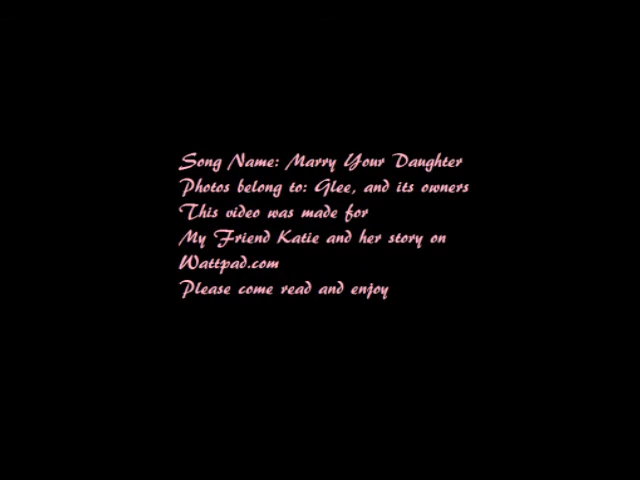 Song Name: Marry Your Daughter
Photos belong to: Glee, and its owners
This video was made for
My Friend Katie and her story on
Wattpad.com
Please come read and enjoy